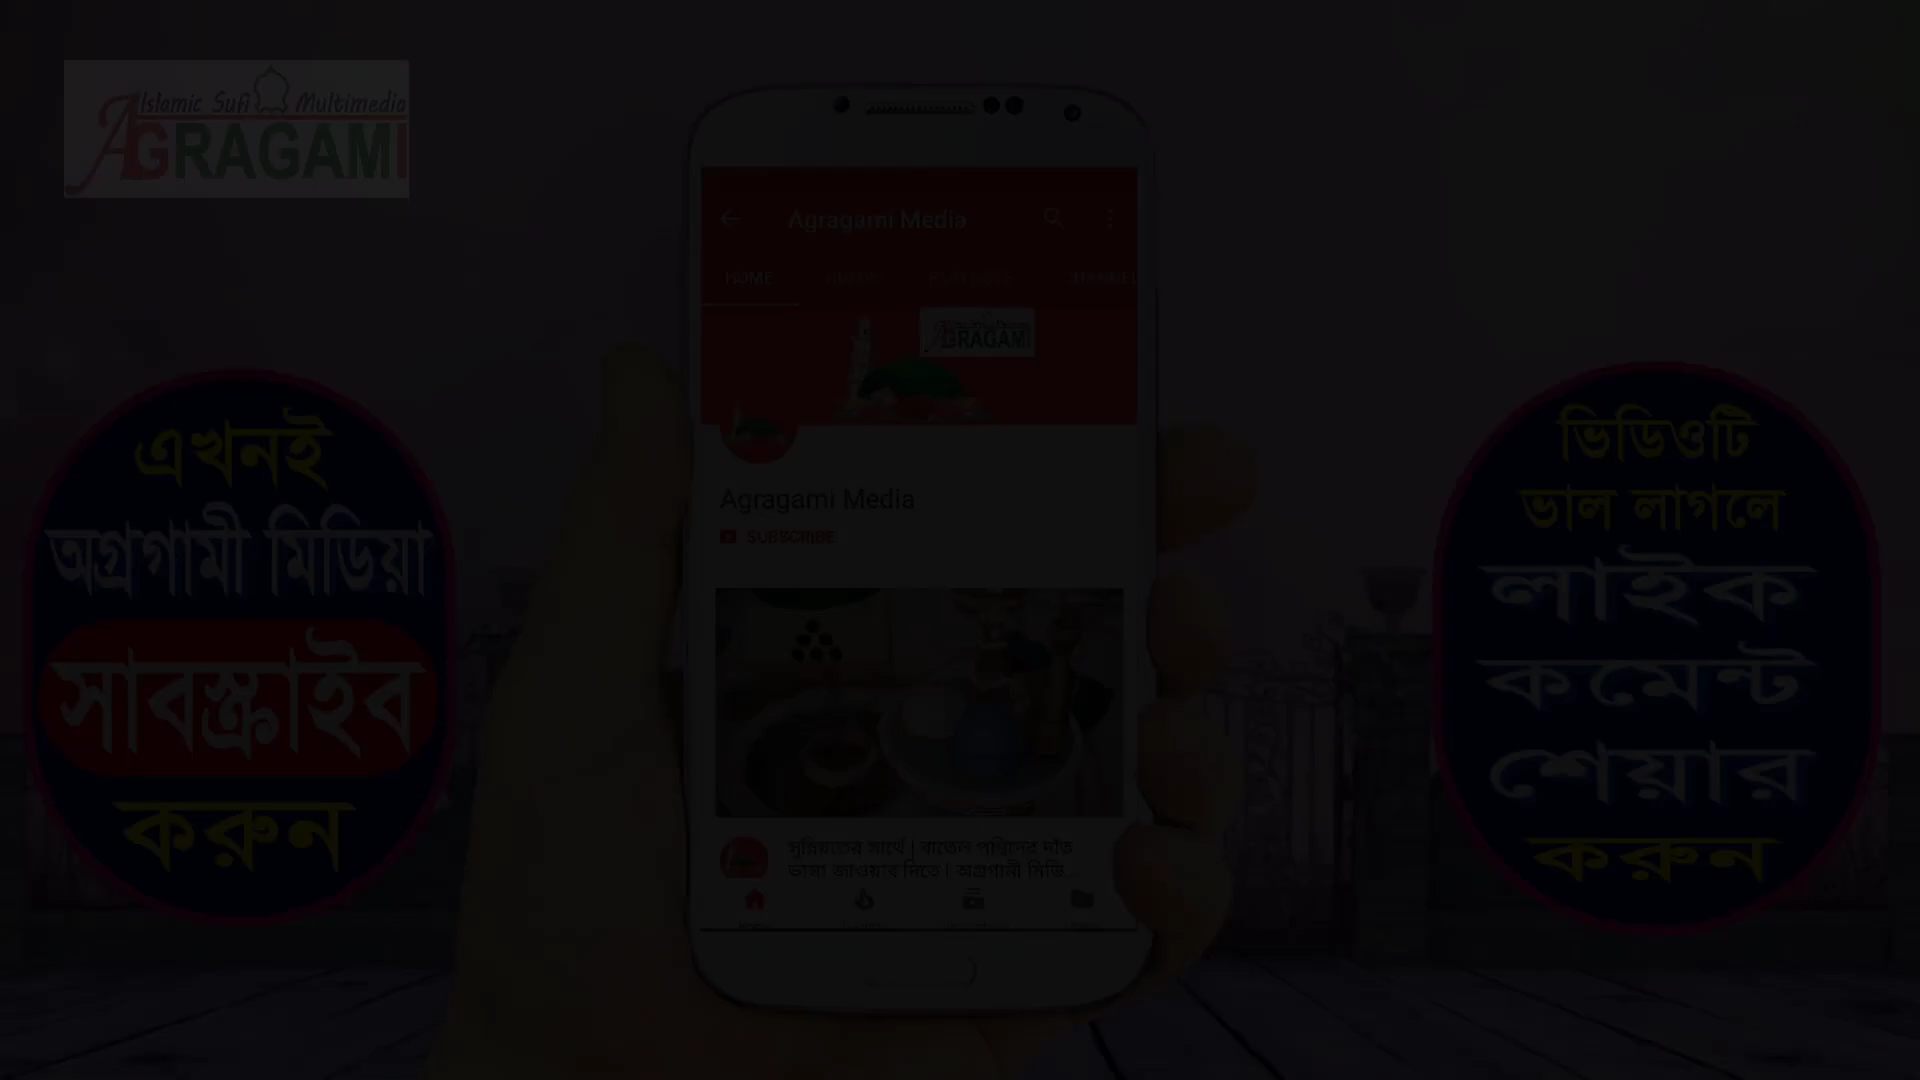 Islamic Sufi Multimedia
AGRAGAMI
Agragami Media
HOME
GRAGAMI
Agragami Media
SUBSCRIBE
এখনই
অগ্রগামী মিডিয়া
সাবস্ক্রাইব
করুন
ভিডিওটি
ভাল লাগলে
লাইক
কমেন্ট
শেয়ার
করুন